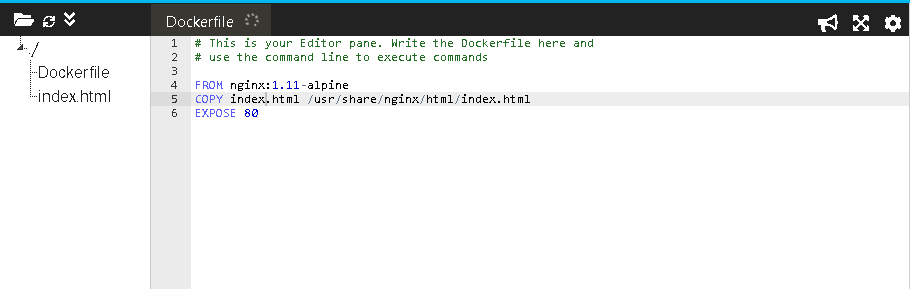 Dockerfile
/
Dockerfile
index.html
1 # This is your Editor pane. Write the Dockerfile here and
2 # use the command line to execute commands
3
4 FROM nginx:1.11-alpine
5 COPY index.html /usr/share/nginx/html/index.html
6 EXPOSE 80